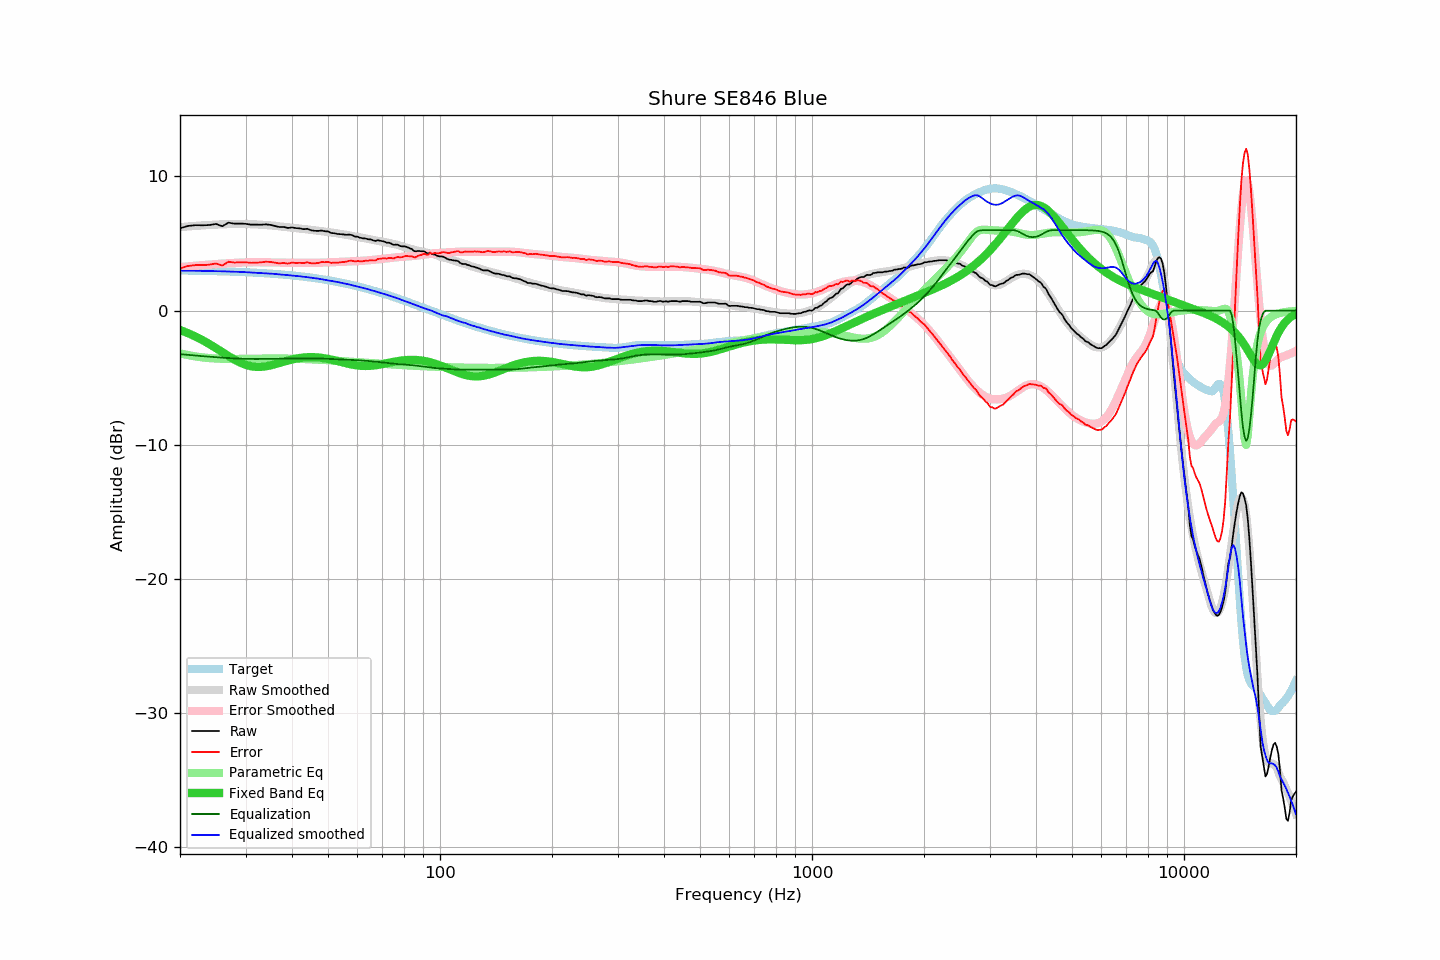 Shure SE846 Blue
10
0
−10
−20
−30
−40
Amplitude (dBr)
Target
Raw Smoothed
Error Smoothed
Raw
Error
Parametric Eq
Fixed Band Eq
Equalization
Equalized smoothed
100
1000
10000
Frequency (Hz)